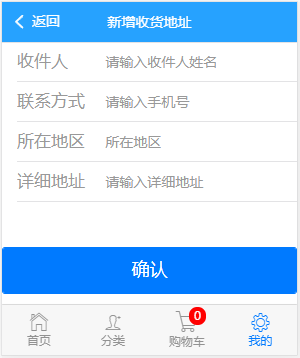 返回 新增收货地址
收件人 请输入收件人姓名
联系方式 请输入手机号
所在地区 所在地区
详细地址 请输入详细地址
确认
0
首页 分类 购物车 我的